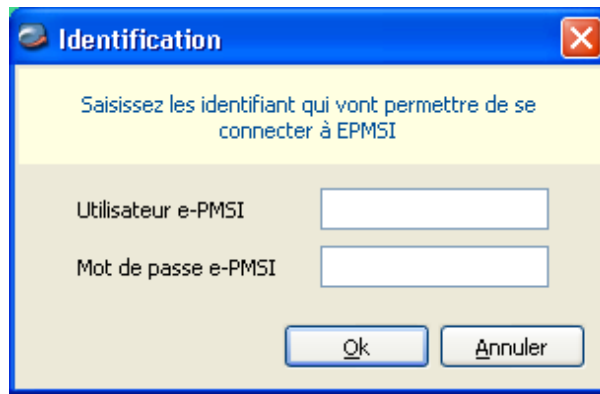 Identification
Saisissez les identifiant qui vont permettre de se
connecter à EPMSI
Utilisateur e-PMSI
Mot de passe e-PMSI
Ok Annuler